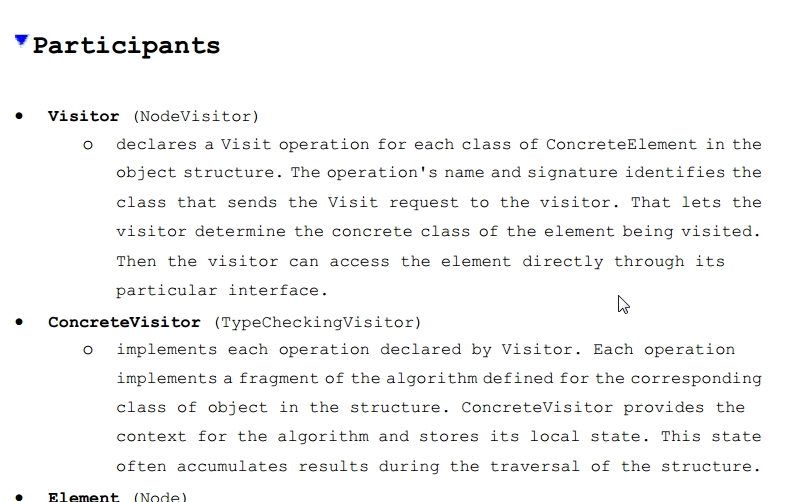 Participants
● Visitor (NodeVisitor)
o declares a Visit operation for each class of ConcreteElement in the
object structure. The operation's name and signature identifies the
class that sends the Visit request to the visitor. That lets the
visitor determine the concrete class of the element being visited.
Then the visitor can access the element directly through its
particular interface.
● ConcreteVisitor (TypeCheckingVisitor)
o implements each operation declared by Visitor. Each operation
implements a fragment of the algorithm defined for the corresponding
class of object in the structure. ConcreteVisitor provides the
context for the algorithm and stores its local state. This state
often accumulates results during the traversal of the structure.
● Element (Node)